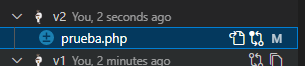 v2 You, 2 seconds ago
prueba.php M
v1 You, 2 minutes ago